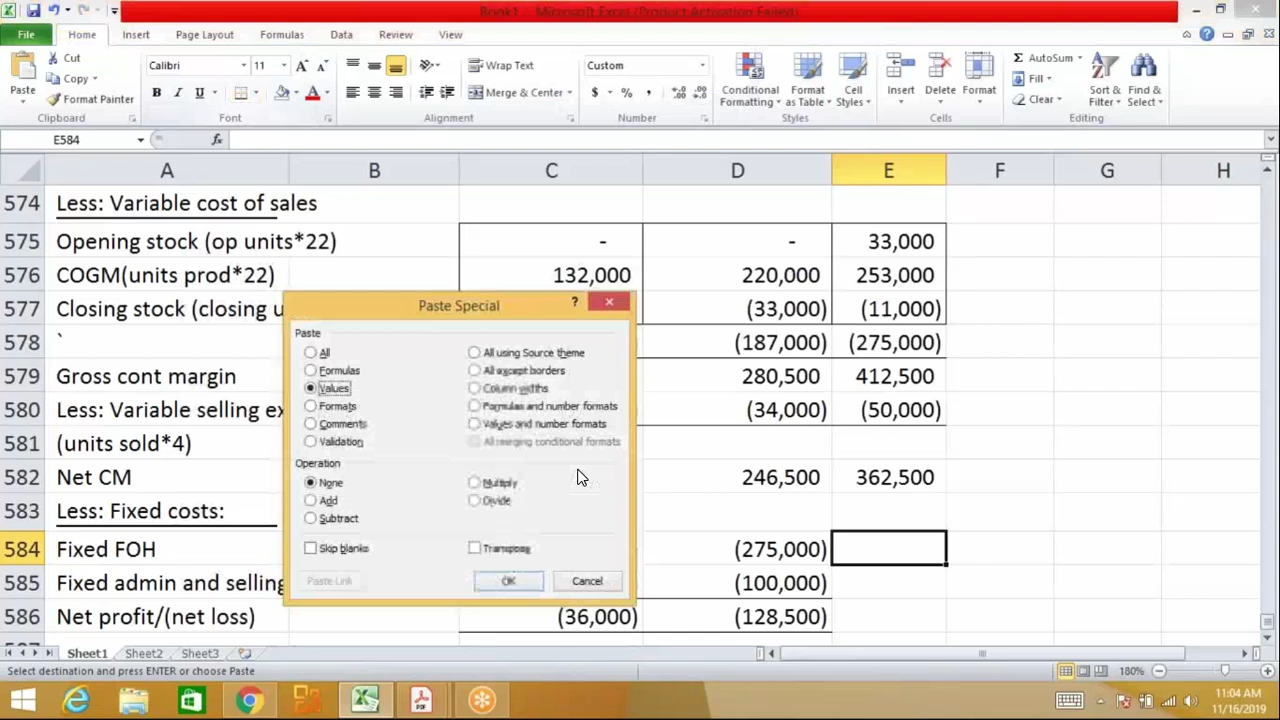 Book1 - Microsoft Excel (Product Activation Failed)
File Home Insert Page Layout Formulas Data Review View
Cut
Copy
Format Painter
Paste
Clipboard
Calibri 11
B I U
Font
Wrap Text
Merge & Center
Alignment
Custom
$ % ,
Number
Conditional Formatting
Format as Table
Cell Styles
Styles
Insert Delete Format
Cells
AutoSum
Fill
Clear
Sort & Filter
Find & Select
Editing
E584 fx
A B C D E F G H
574 Less: Variable cost of sales
575 Opening stock (op units*22) - - 33,000
576 COGM(units prod*22) 132,000 220,000 253,000
577 Closing stock (closing u (33,000) (11,000)
578 ` (187,000) (275,000)
579 Gross cont margin 280,500 412,500
580 Less: Variable selling ex (34,000) (50,000)
581 (units sold*4)
582 Net CM 246,500 362,500
583 Less: Fixed costs:
584 Fixed FOH (275,000)
585 Fixed admin and selling (100,000)
586 Net profit/(net loss) (36,000) (128,500)
Paste Special ?
Paste
All All using Source theme
Formulas All except borders
Values Column widths
Formats Formulas and number formats
Comments Values and number formats
Validation All merging conditional formats
Operation
None Multiply
Add Divide
Subtract
Skip blanks Transpose
Paste Link OK Cancel
Sheet1 Sheet2 Sheet3
Select destination and press ENTER or choose Paste 180%
11:04 AM
11/16/2019